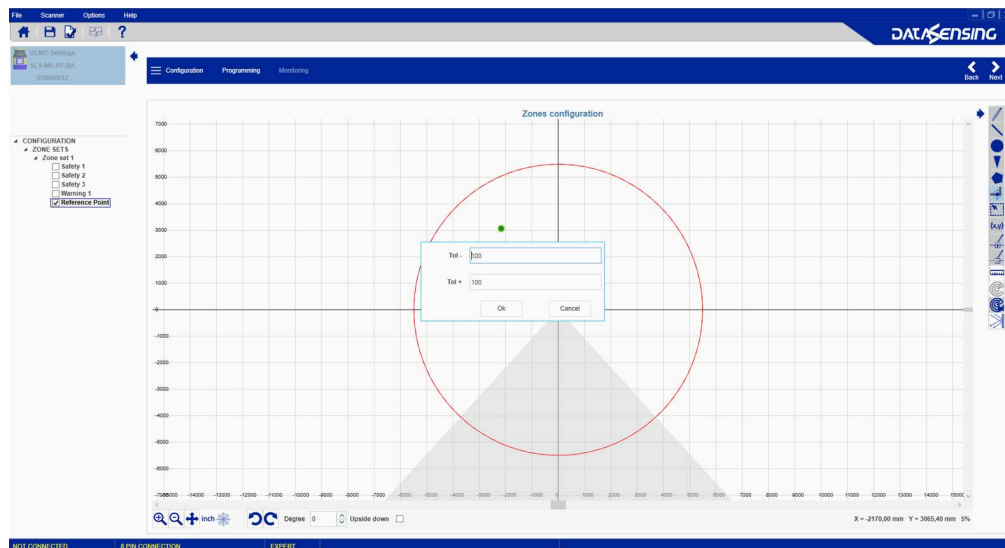 File Scanner Options Help
DATASENSING
DEMO Settings
Configuration Programming Monitoring
Back Next
CONFIGURATION
ZONE SETS
Zone set 1
Safety 1
Safety 2
Safety 3
Warning 1
Reference Point
Zones configuration
7000
6000
5000
4000
3000
2000
1000
0
-1000
-2000
-3000
-4000
-5000
-6000
Tol - 100
Tol + 100
Ok Cancel
(x,y)
-14000 -13000 -12000 -11000 -10000 -9000 -8000 -7000 -6000 -5000 -4000 -3000 -2000 -1000 0 1000 2000 3000 4000 5000 6000 7000 8000 9000 10000 11000 12000 13000 14000 15000
inch Degree 0 Upside down
X = -2170,00 mm Y = 3065,40 mm 5%
NOT CONNECTED 8 PIN CONNECTION EXPERT